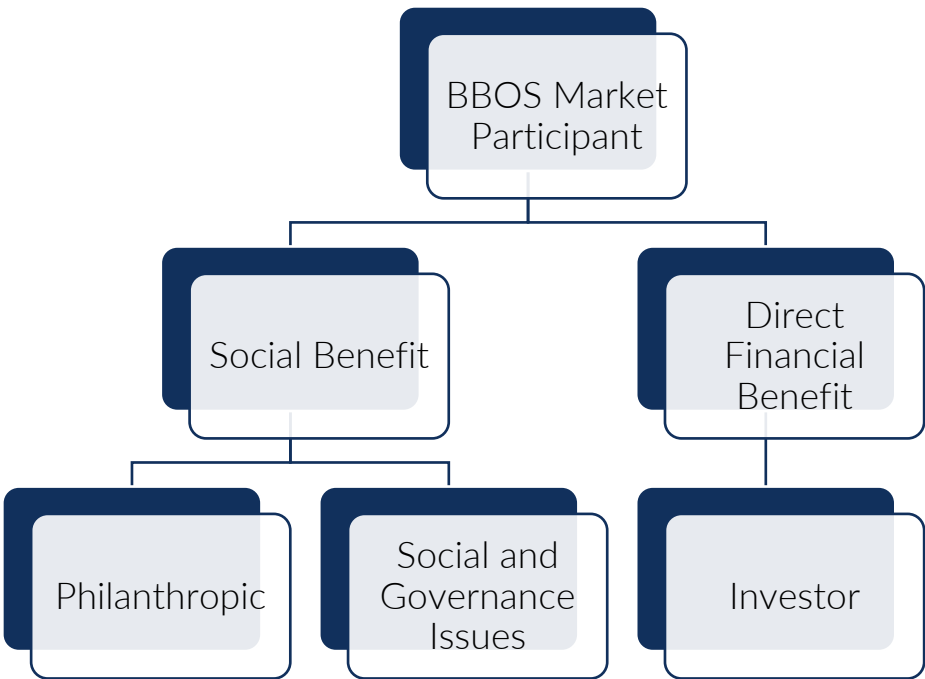 BBOS Market
Participant
Social Benefit
Direct
Financial
Benefit
Philanthropic
Social and
Governance
Issues
Investor